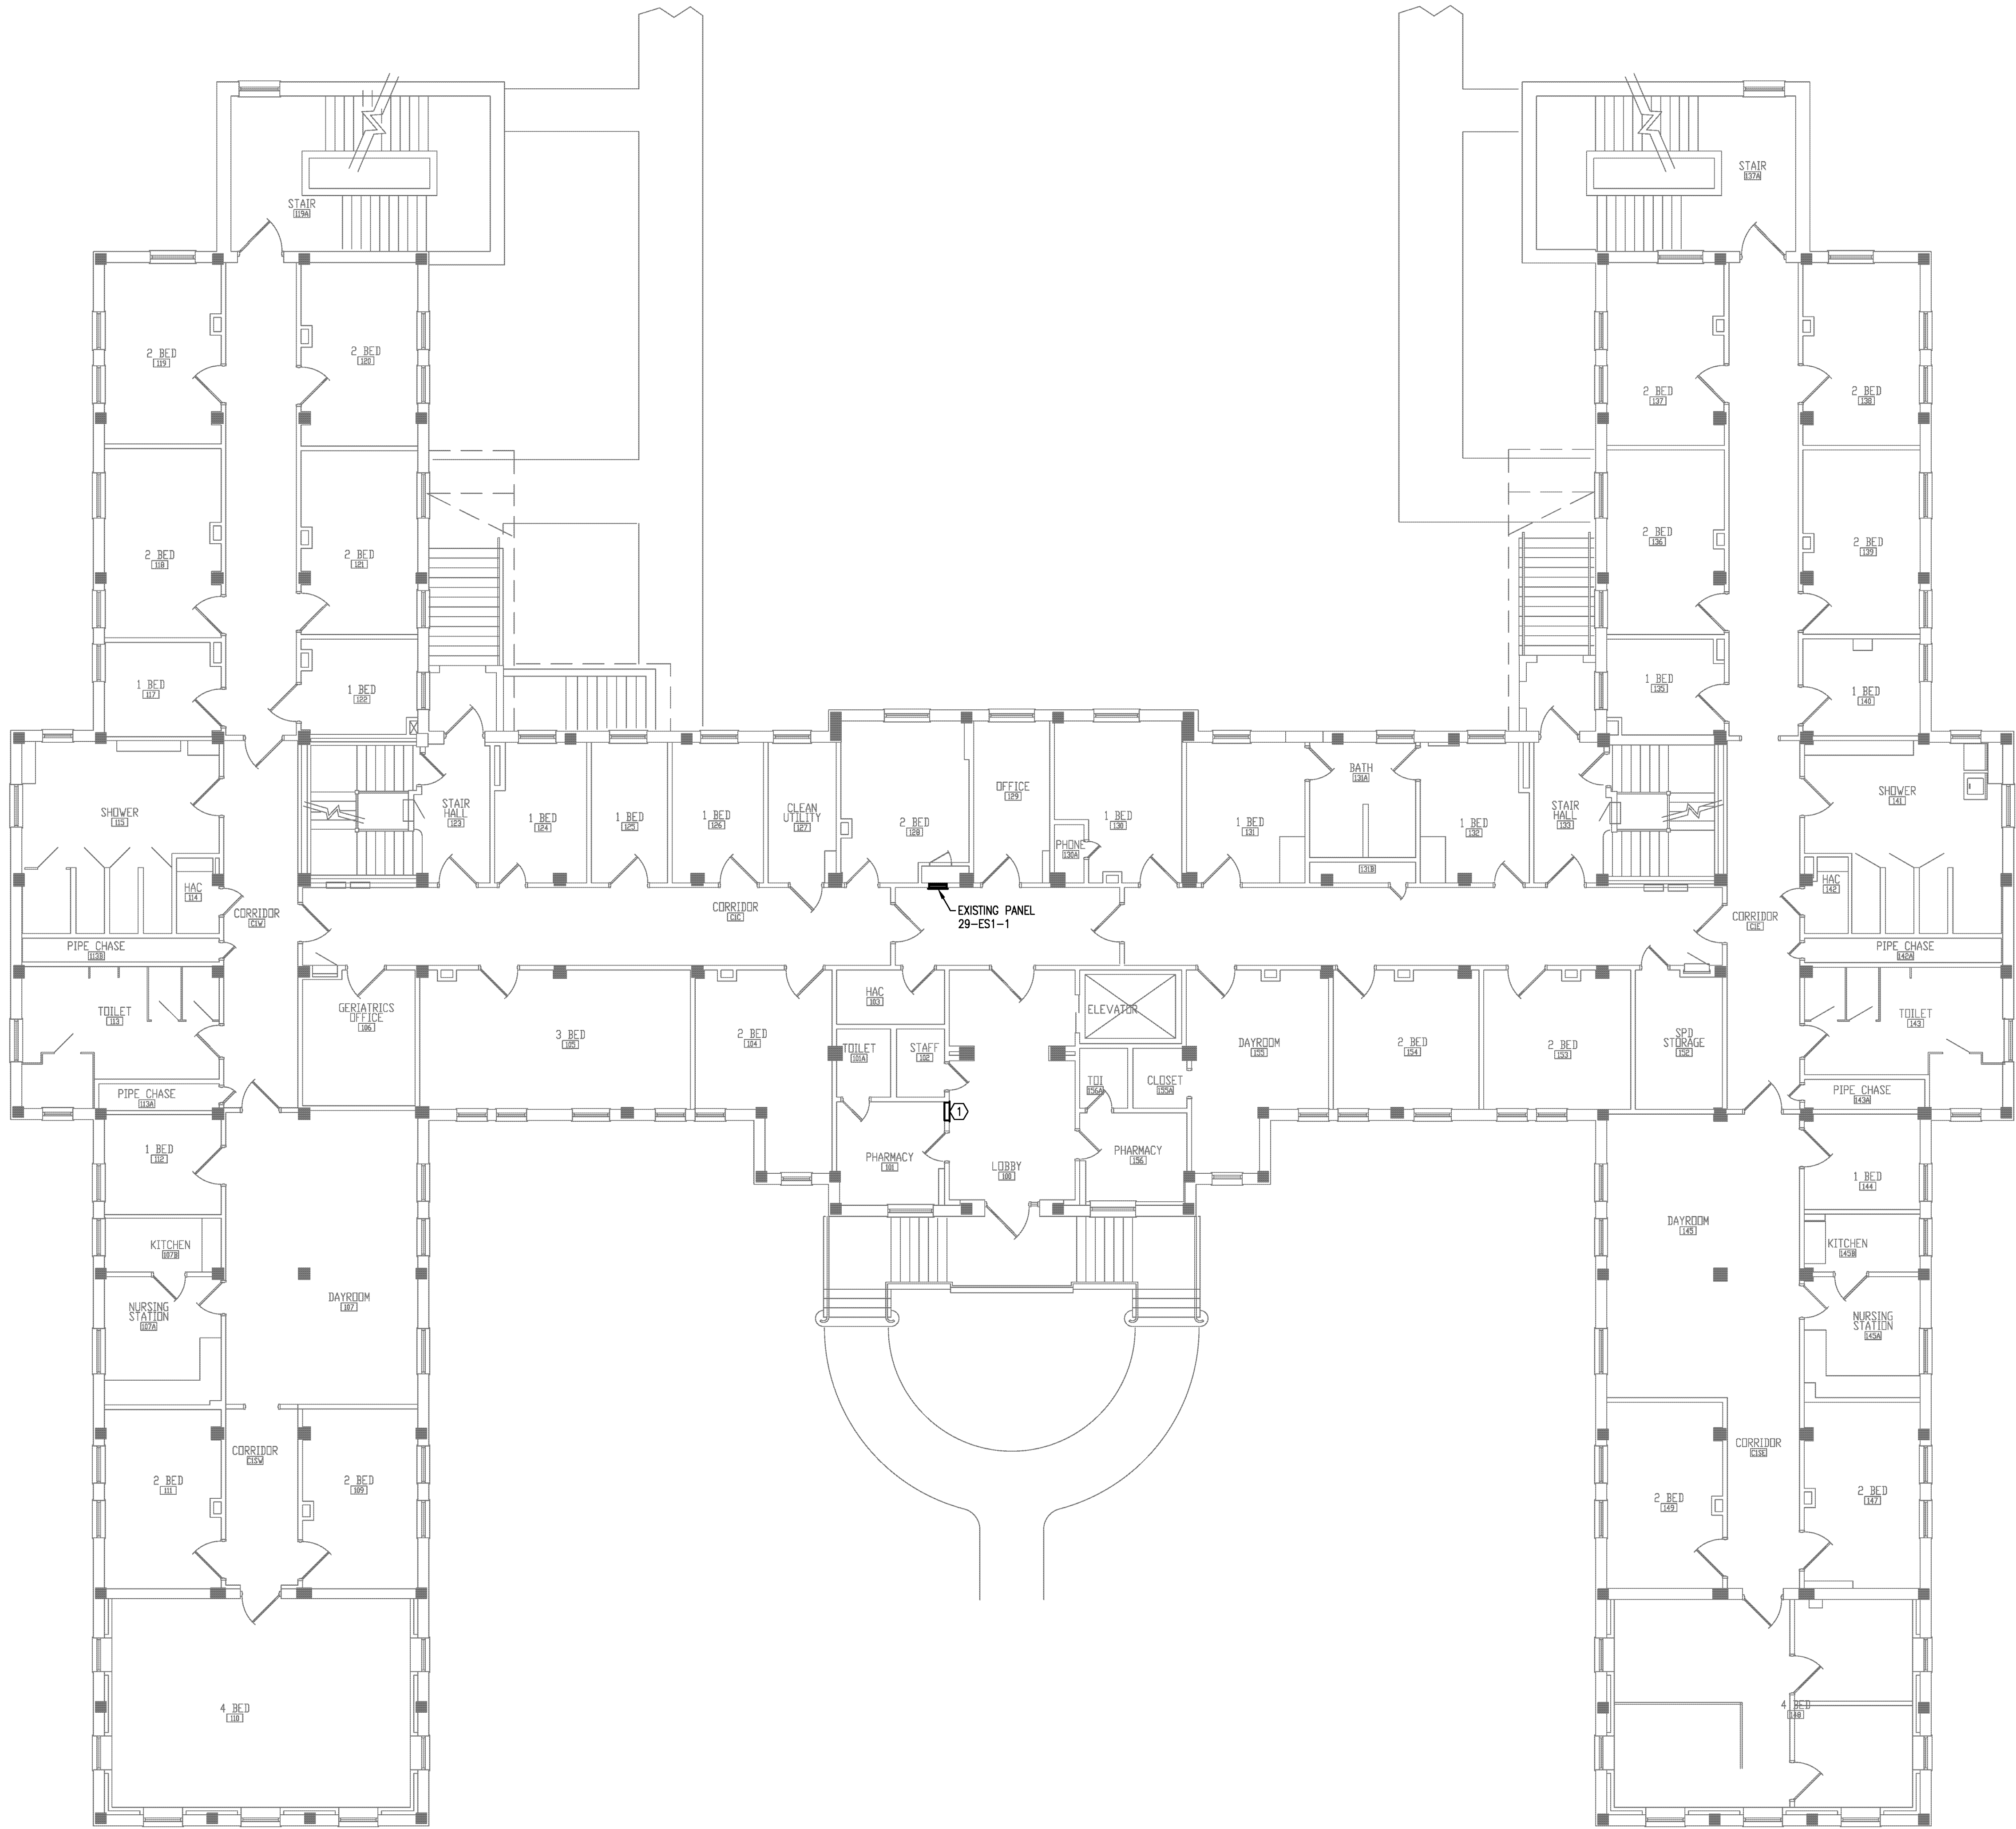 STAIR
119A
STAIR
137A
2 BED
119
2 BED
120
2 BED
137
2 BED
138
2 BED
118
2 BED
121
2 BED
136
2 BED
139
1 BED
117
1 BED
122
1 BED
135
1 BED
140
SHOWER
115
STAIR
HALL
123
1 BED
124
1 BED
125
1 BED
126
CLEAN
UTILITY
127
2 BED
128
OFFICE
129
1 BED
130
PHONE
130A
1 BED
131
BATH
131A
131B
1 BED
132
STAIR
HALL
133
SHOWER
141
HAC
114
HAC
142
CORRIDOR
C1W
CORRIDOR
C1C
EXISTING PANEL
29-ES1-1
CORRIDOR
C1E
PIPE CHASE
113B
PIPE CHASE
142A
TOILET
113
GERIATRICS
OFFICE
106
3 BED
105
2 BED
104
HAC
103
TOILET
101A
STAFF
102
ELEVATOR
TOI
156A
CLOSET
155A
DAYROOM
155
2 BED
154
2 BED
153
SPD
STORAGE
152
TOILET
143
PIPE CHASE
113A
PIPE CHASE
143A
1
1 BED
112
PHARMACY
101
LOBBY
100
PHARMACY
156
1 BED
144
KITCHEN
107B
DAYROOM
145
KITCHEN
145B
NURSING
STATION
107A
DAYROOM
107
NURSING
STATION
145A
CORRIDOR
C1SW
CORRIDOR
C1SE
2 BED
111
2 BED
109
2 BED
149
2 BED
147
4 BED
110
4 BED
148